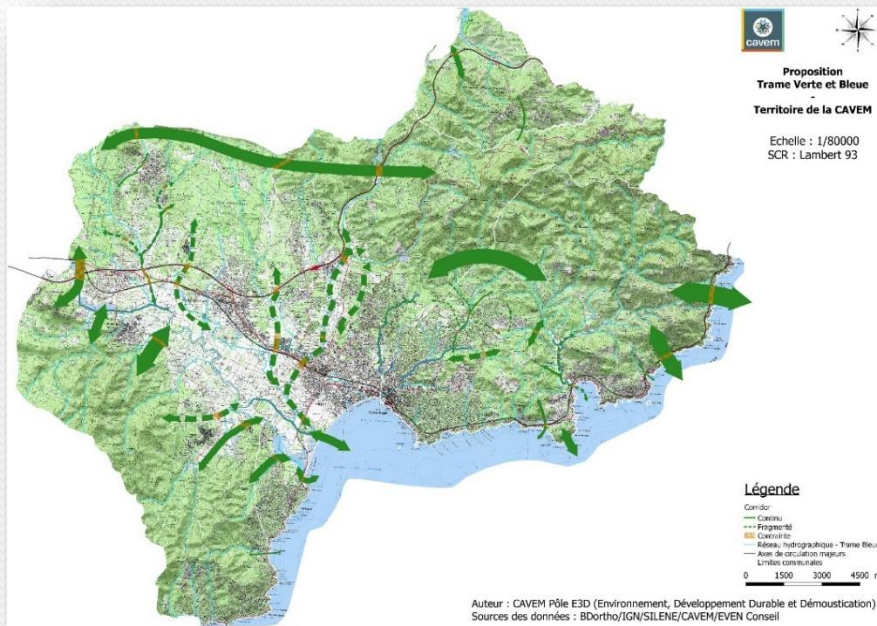 cavem
Proposition
Trame Verte et Bleue
-
Territoire de la CAVEM
Echelle : 1/80000
SCR : Lambert 93
Légende
Corridor
Continu
Fragmenté
Contrainte
Réseau hydrographique - Trame Bleue
Axes de circulation majeurs
Limites communales
0 1500 3000 4500 m
Auteur : CAVEM Pôle E3D (Environnement, Développement Durable et Démoustication)
Sources des données : BDortho/IGN/SILENE/CAVEM/EVEN Conseil